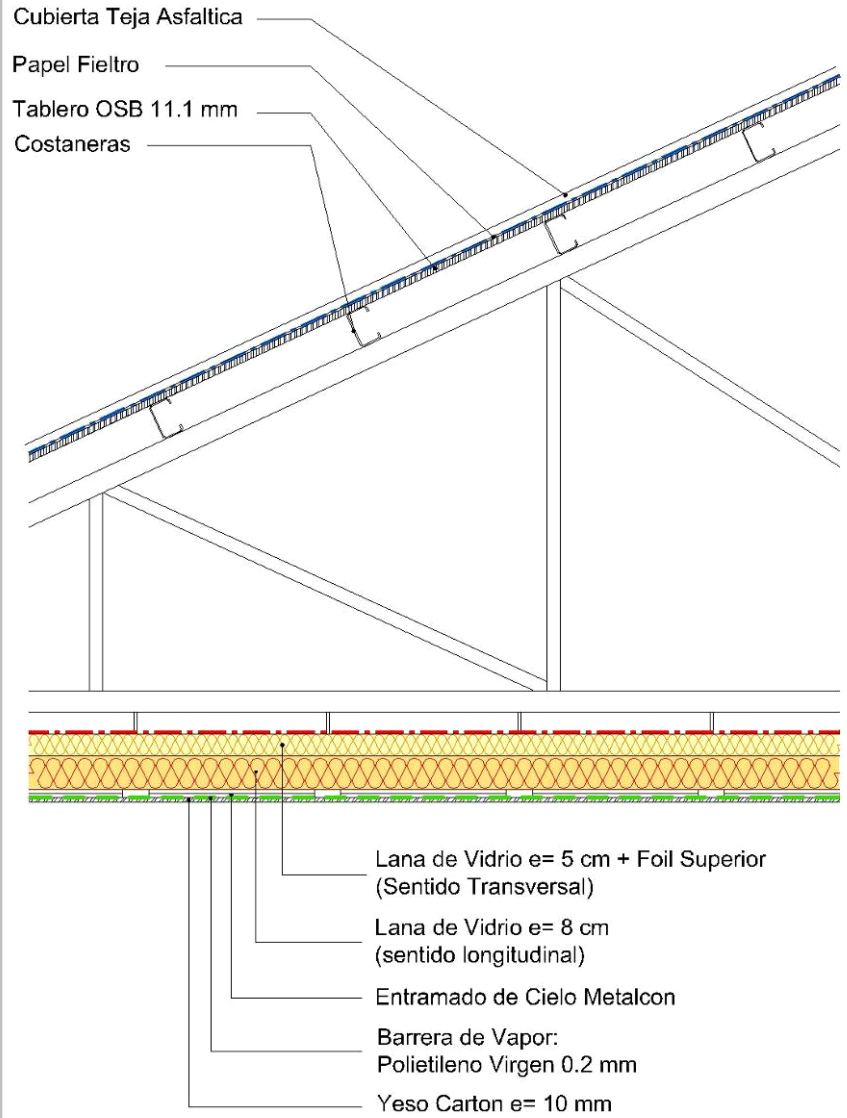 Cubierta Teja Asfaltica
Papel Fieltro
Tablero OSB 11.1 mm
Costaneras
Lana de Vidrio e= 5 cm + Foil Superior
(Sentido Transversal)
Lana de Vidrio e= 8 cm
(sentido longitudinal)
Entramado de Cielo Metalcon
Barrera de Vapor:
Polietileno Virgen 0.2 mm
Yeso Carton e= 10 mm